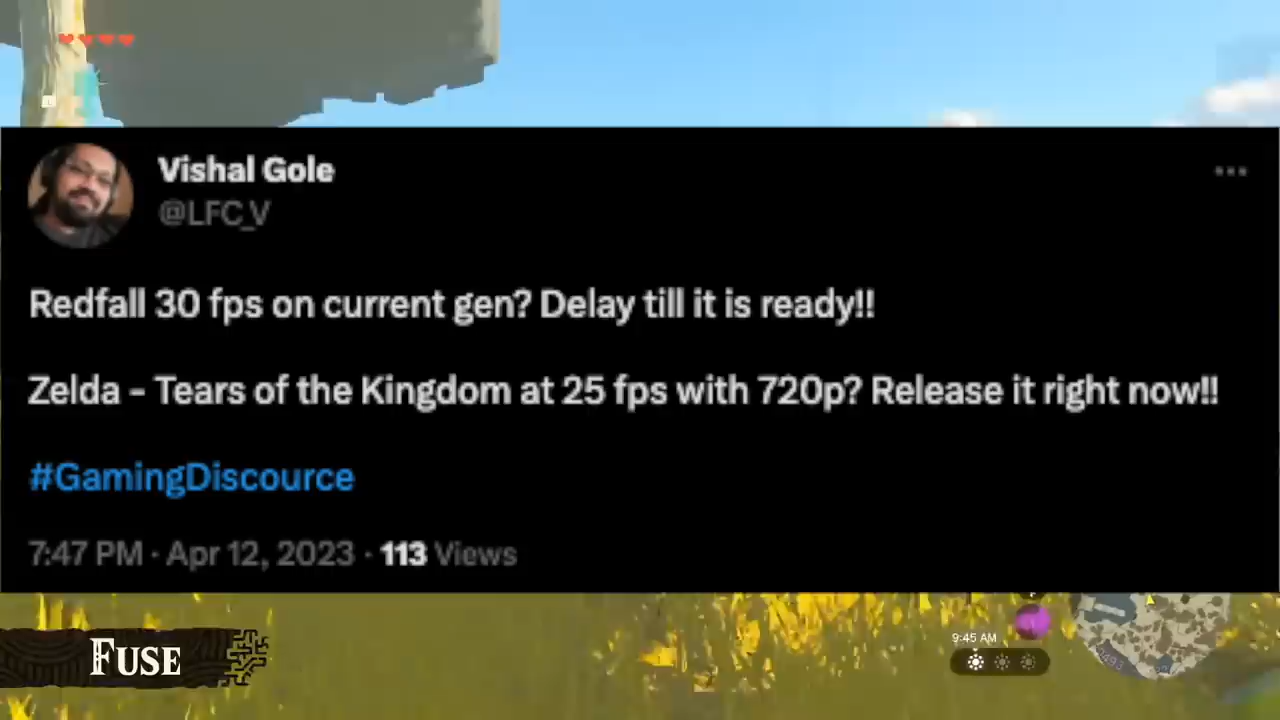 Vishal Gole
@LFC_V
Redfall 30 fps on current gen? Delay till it is ready!!
Zelda - Tears of the Kingdom at 25 fps with 720p? Release it right now!!
#GamingDiscource
7:47 PM · Apr 12, 2023 · 113 Views
9:45 AM
FUSE